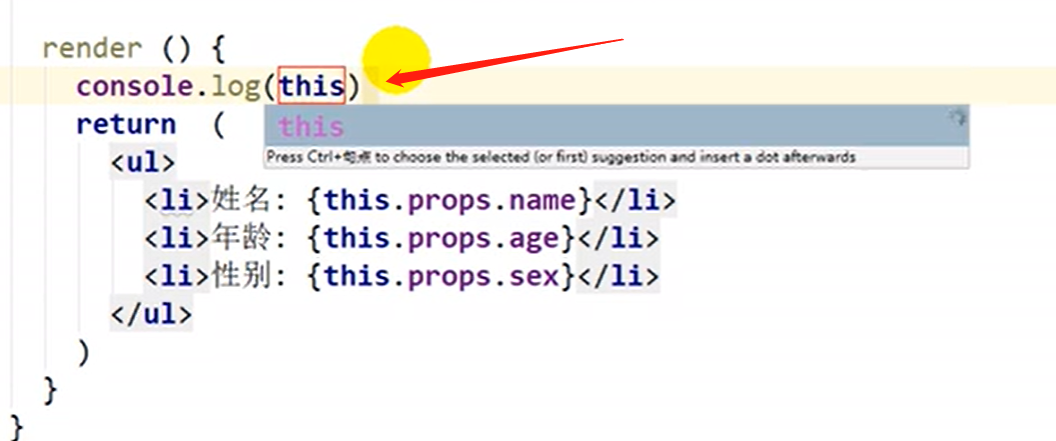 render () {
console.log(this)
this
return (
Press Ctrl+句点 to choose the selected (or first) suggestion and insert a dot afterwards
<ul>
<li>姓名: {this.props.name}</li>
<li>年龄: {this.props.age}</li>
<li>性别: {this.props.sex}</li>
</ul>
)
}
}